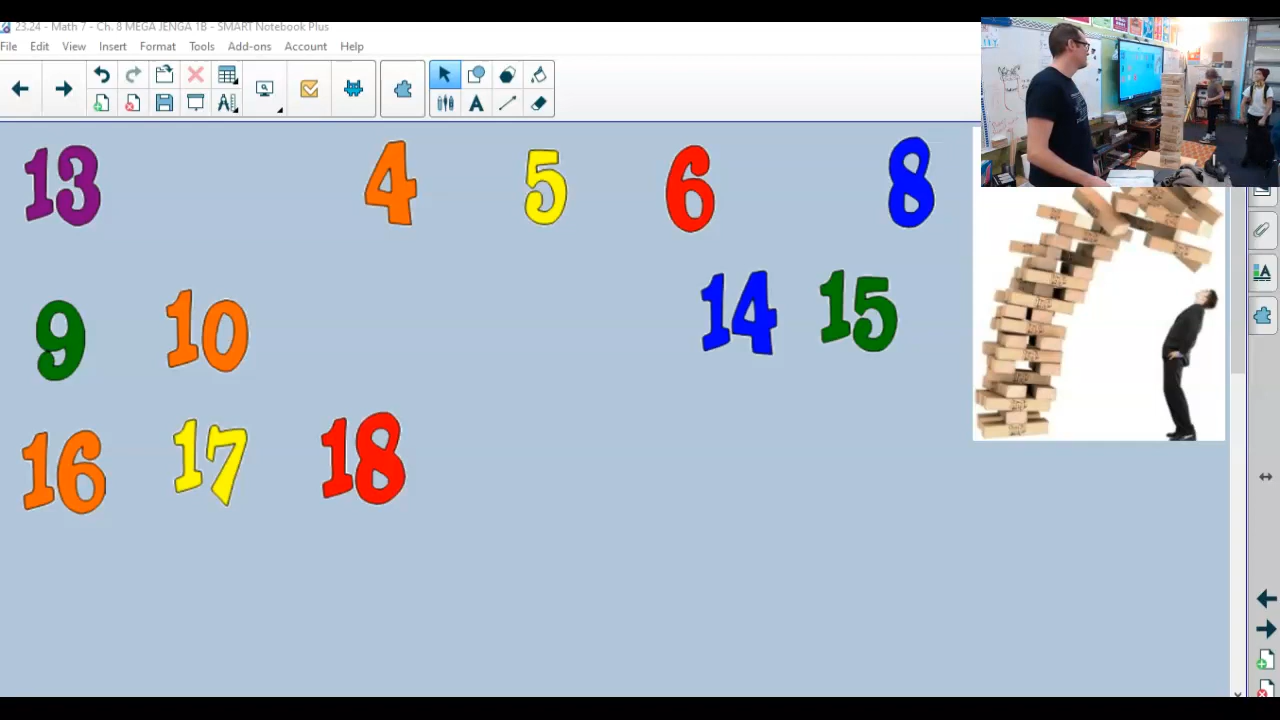 23.24 - Math 7 - Ch. 8 MEGA JENGA 1B - SMART Notebook Plus
File Edit View Insert Format Tools Add-ons Account Help
13 4 5 6 8
9 10 14 15
16 17 18